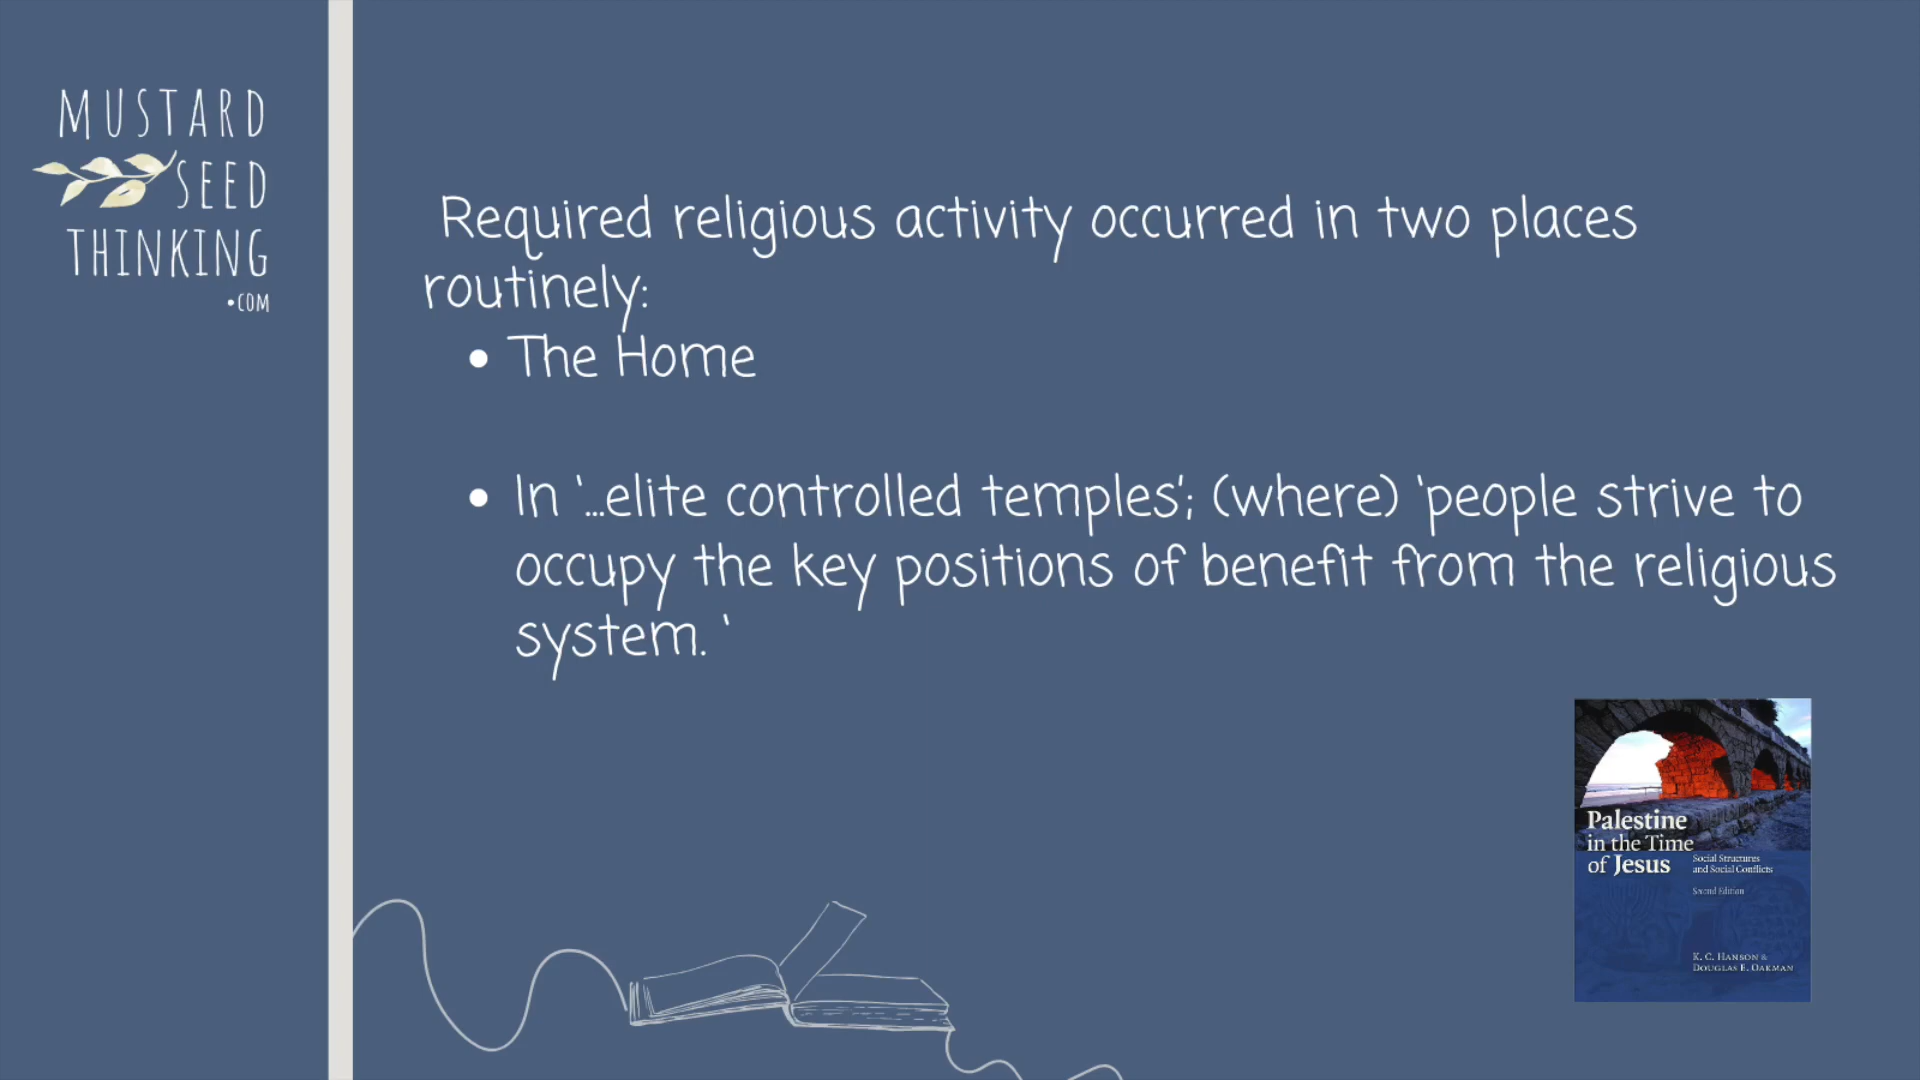 MUSTARD
SEED
THINKING
.COM
Required religious activity occurred in two places
routinely:
• The Home
• In '...elite controlled temples'; (where) 'people strive to
occupy the key positions of benefit from the religious
system. '
Palestine
in the Time
of Jesus
Social Structures
and Social Conflicts
Second Edition
K. C. HANSON &
DOUGLAS E. OAKMAN